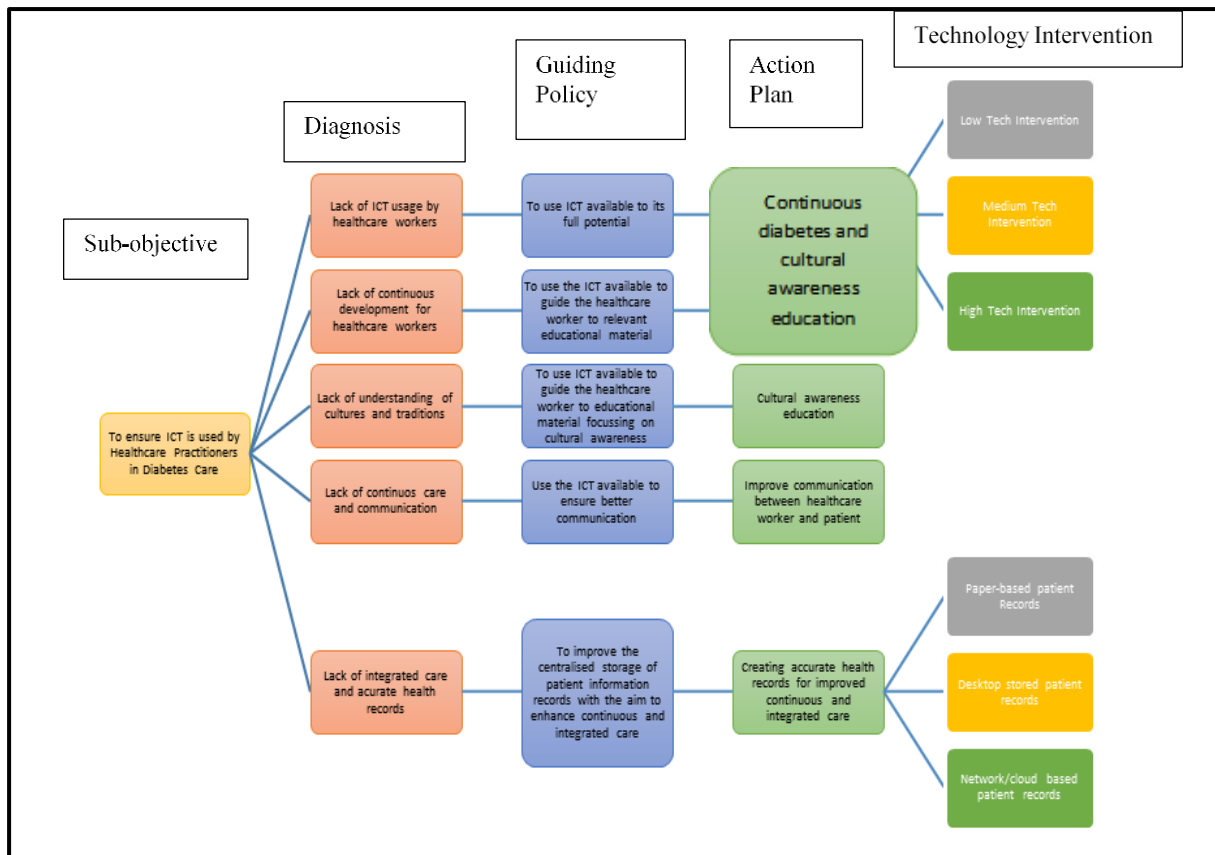 Technology Intervention
Guiding
Policy
Action
Plan
Diagnosis
Sub-objective
Low Tech Intervention
Medium Tech
Intervention
High Tech Intervention
Lack of ICT usage by
healthcare workers
To use ICT available to its
full potential
Continuous
diabetes and
cultural
awareness
education
Lack of continuous
development for
healthcare workers
To use the ICT available to
guide the healthcare
worker to relevant
educational material
Lack of understanding of
cultures and traditions
To use ICT available to
guide the healthcare
worker to educational
material focussing on
cultural awareness
Cultural awareness
education
To ensure ICT is used by
Healthcare Practitioners
in Diabetes Care
Lack of continuos care
and communication
Use the ICT available to
ensure better
communication
Improve communication
between healthcare
worker and patient
Lack of integrated care
and acurate health
records
To improve the
centralised storage of
patient information
records with the aim to
enhance continuous and
integrated care
Creating accurate health
records for improved
continuous and
integrated care
Paper-based patient
Records
Desktop stored patient
records
Network/cloud based
patient records